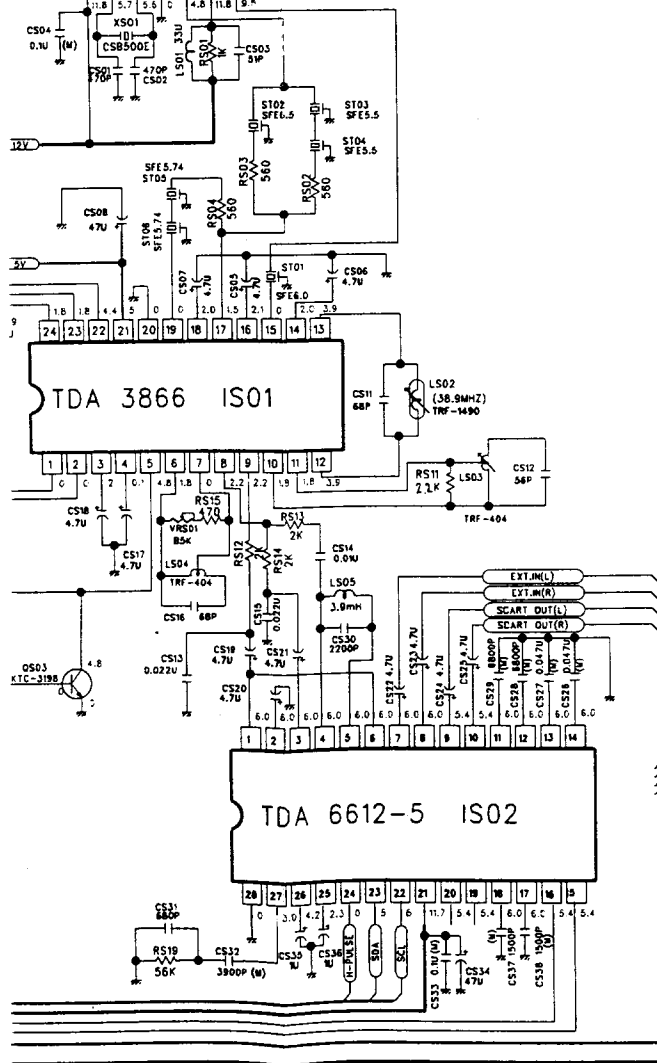 11.8 5.7 5.6 0 4.8 11.8 9.K
CS04
0.1U (M)
XS01
CSB500E
CS01
470P
470P
CS02
LS01 33U
RS01
1K
CS03
51P
12V
ST02
SFE6.5
ST03
SFE5.5
ST04
SFE5.5
RS03
560
RS02
560
SFE5.74
ST05
ST06
SFE5.74
RS04
560
CS08
47U
5V
CS07
4.7U
CS05
4.7U
ST01
SFE6.0
CS06
4.7U
1.8 1.8 4.4 5 0 0 2.0 1.5 2.1 0 2.0 3.9
24 23 22 21 20 19 18 17 16 15 14 13
TDA 3866 IS01
CS11
68P
LS02
(38.9MHZ)
TRF-1490
1 2 3 4 5 6 7 8 9 10 11 12
0 0 2 0.1 4.8 1.8 0 2.2 2.2 1.8 1.8 3.9
RS11
2.2K
LS03
CS12
56P
TRF-404
CS18
4.7U
CS17
4.7U
RS15
470
VRS01
B5K
LS04
TRF-404
CS16 68P
RS12
2K
RS14
2K
RS13
2K
CS14
0.01U
CS15
0.022U
LS05
3.9mH
CS30
2200P
EXT.IN(L)
EXT.IN(R)
SCART OUT(L)
SCART OUT(R)
QS03
KTC-3198
4.8
0
0
CS13
0.022U
CS19
4.7U
CS21
4.7U
CS20
4.7U
CS22 4.7U
CS23 4.7U
CS24 4.7U
CS25 4.7U
CS29 6800P (M)
CS28 6800P (M)
CS27 0.047U (M)
CS26 0.047U (M)
6.0 6.0 6.0 6.0 6.0 6.0 6.0 6.0 5.4 5.4 6.0 6.0 6.0 6.0
1 2 3 4 5 6 7 8 9 10 11 12 13 14
TDA 6612-5 IS02
28 27 26 25 24 23 22 21 20 19 18 17 16 15
0 3.9 4.2 2.3 0 5 6 11.7 5.4 5.4 6.0 6.0 5.4 5.4
CS31
680P
RS19
56K
CS32
3900P (M)
CS35
1U
CS36
1U
H-PULSE
SDA
SCL
CS33 0.1U (M)
CS34
47U
CS37 1500P (M)
CS38 1500P (M)